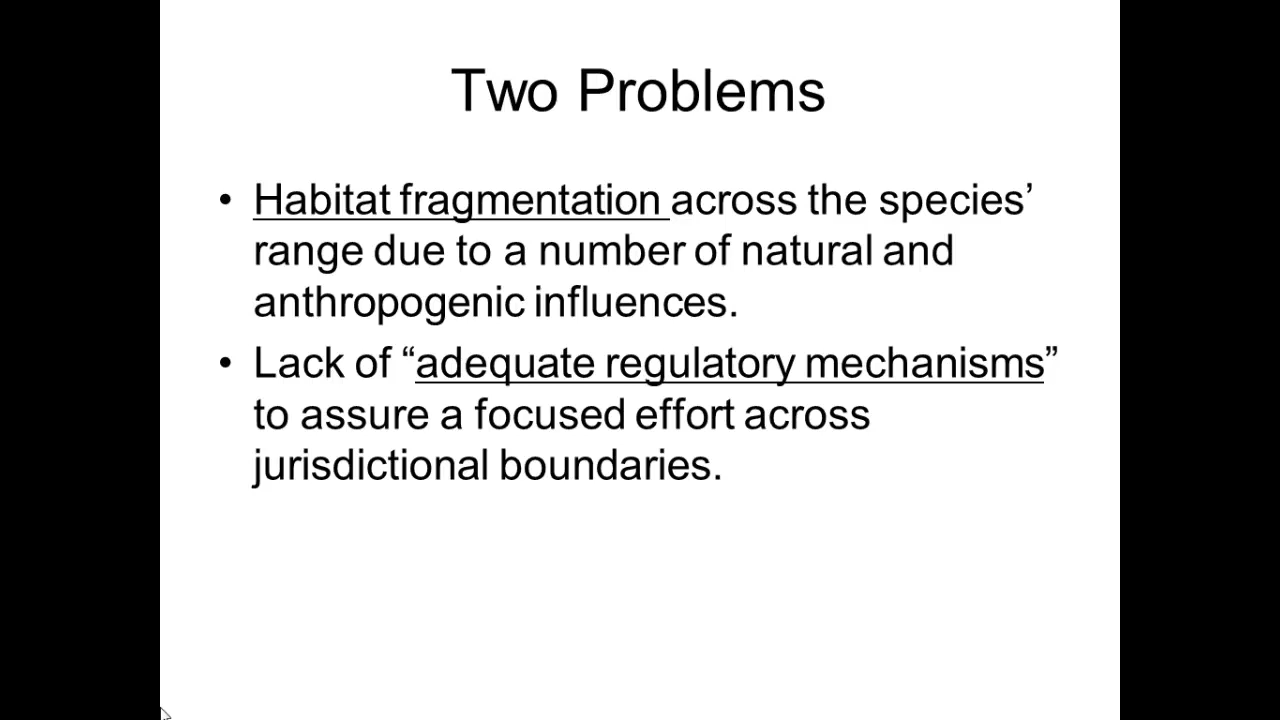 Two Problems
• Habitat fragmentation across the species’
range due to a number of natural and
anthropogenic influences.
• Lack of “adequate regulatory mechanisms”
to assure a focused effort across
jurisdictional boundaries.